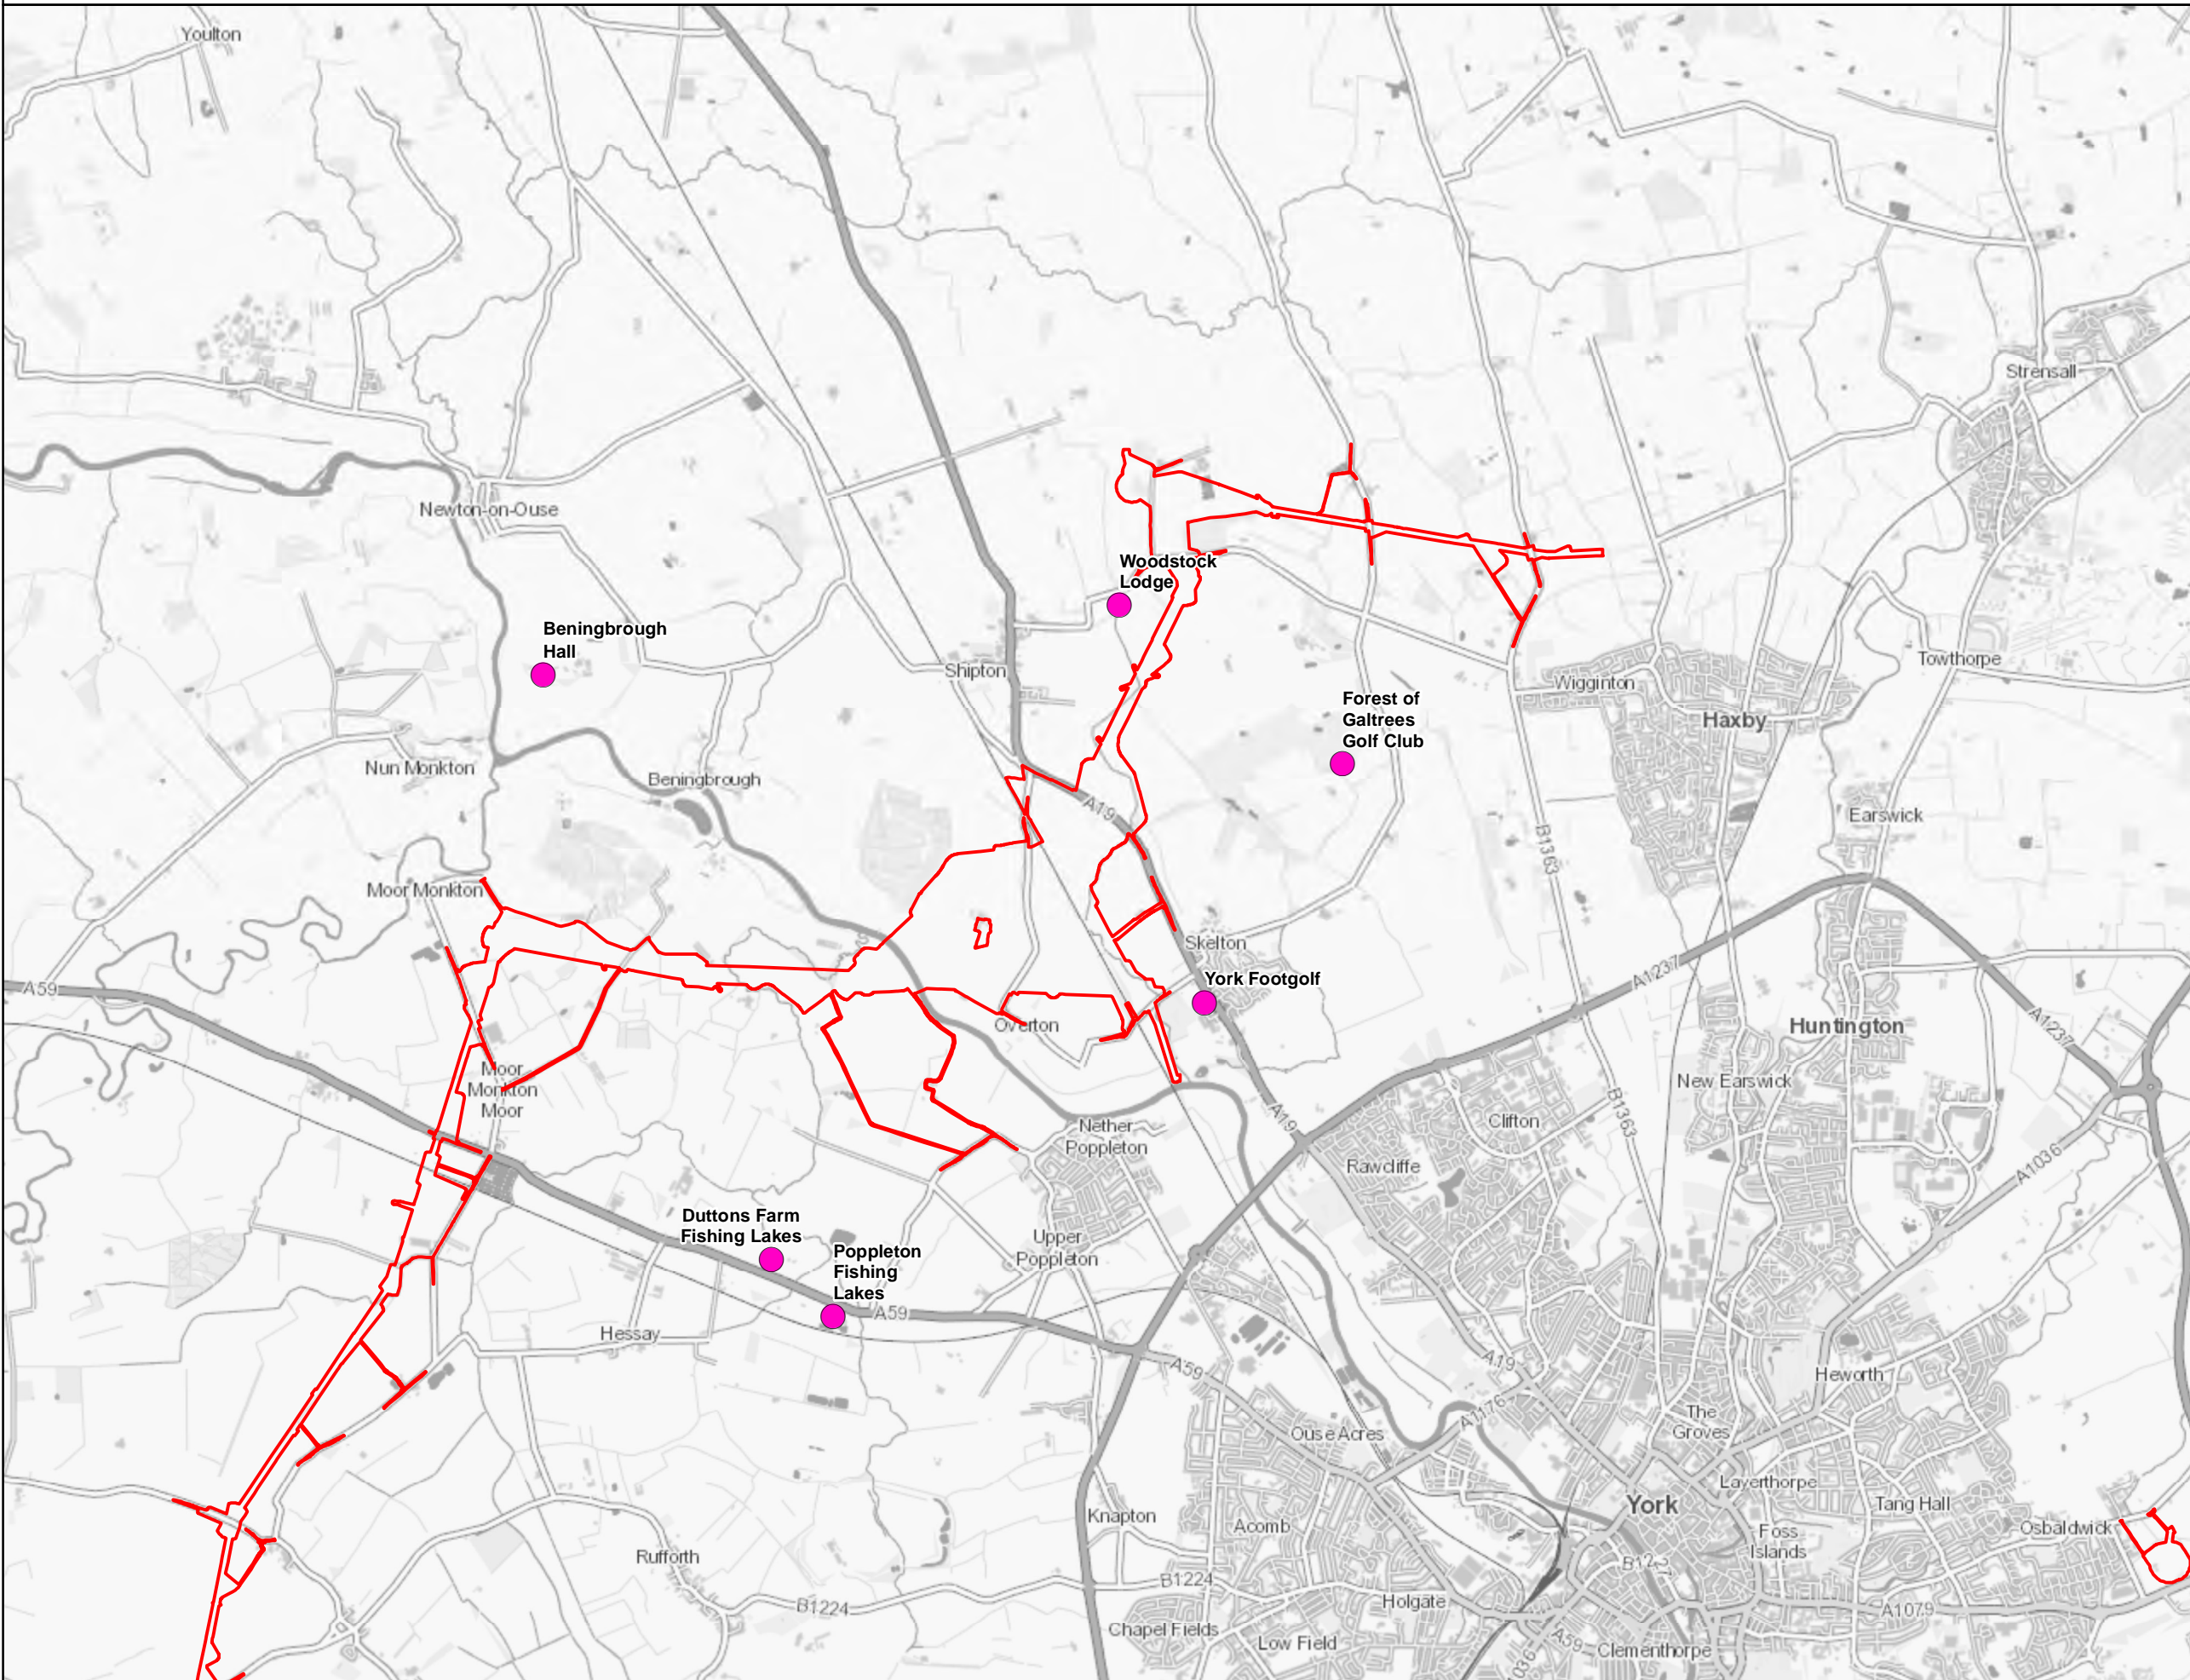 Youlton
Strensall
Newton-on-Ouse
Woodstock
Lodge
Beningbrough
Hall
Shipton
Towthorpe
Wigginton
Forest of
Galtrees
Golf Club
Haxby
Nun Monkton
Beningbrough
A19
Earswick
B1363
Moor Monkton
Skelton
A1237
York Footgolf
A59
Overton
Huntington
A1237
Moor
Monkton
Moor
New Earswick
B1363
A19
Clifton
Nether
Poppleton
Rawcliffe
A1036
Duttons Farm
Fishing Lakes
Poppleton
Fishing
Lakes
Upper
Poppleton
A59
Hessay
A59
A19
Heworth
A1176
The
Groves
Ouse Acres
Layerthorpe
York
Tang Hall
Knapton
Acomb
Foss
Islands
Osbaldwick
Rufforth
B1224
B1224
Holgate
A1079
Chapel Fields
Low Field
A59
Clementhorpe